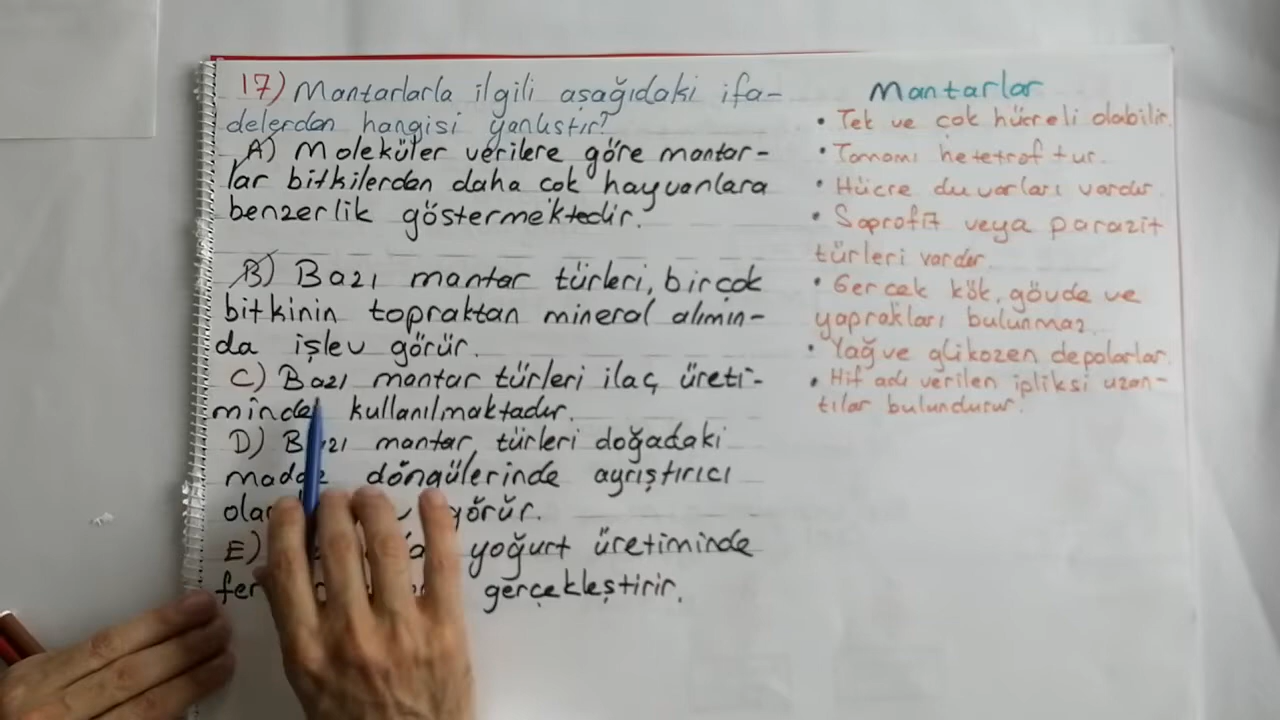 17) Mantarlarla ilgili aşağıdaki ifa-
delerden hangisi yanlıştır?
A) Moleküler verilere göre mantar-
lar bitkilerden daha çok hayvanlara
benzerlik göstermektedir.
B) Bazı mantar türleri, birçok
bitkinin topraktan mineral alımın-
da işlev görür.
C) Bazı mantar türleri ilaç üreti-
minde kullanılmaktadır.
D) Bazı mantar türleri doğadaki
madde döngülerinde ayrıştırıcı
görür.
E) yoğurt üretiminde
gerçekleştirir.
Mantarlar
• Tek ve çok hücreli olabilir.
• Tamamı hetetroftur.
• Hücre duvarları vardır.
• Saprofit veya parazit
türleri vardır.
• Gerçek kök, gövde ve
yaprakları bulunmaz.
• Yağ ve glikozen depolarlar.
• Hif adı verilen ipliksi uzan-
tılar bulundurur.